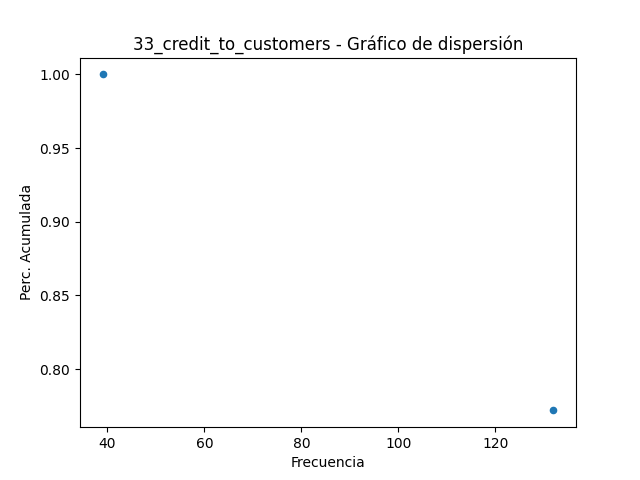 33_credit_to_customers - Gráfico de dispersión
1.00
0.95
0.90
0.85
0.80
Perc. Acumulada
40 60 80 100 120
Frecuencia